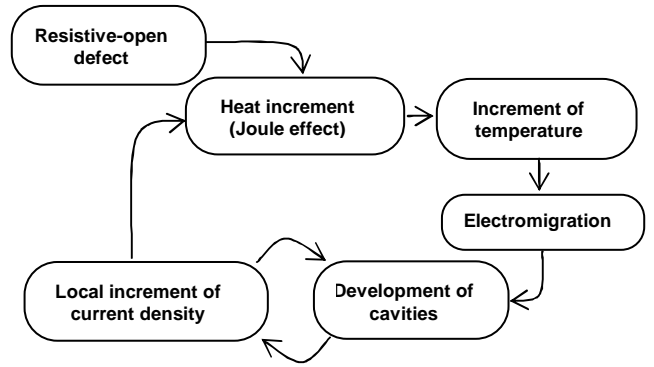 Resistive-open
defect
Heat increment
(Joule effect)
Increment of
temperature
Electromigration
Development of
cavities
Local increment of
current density